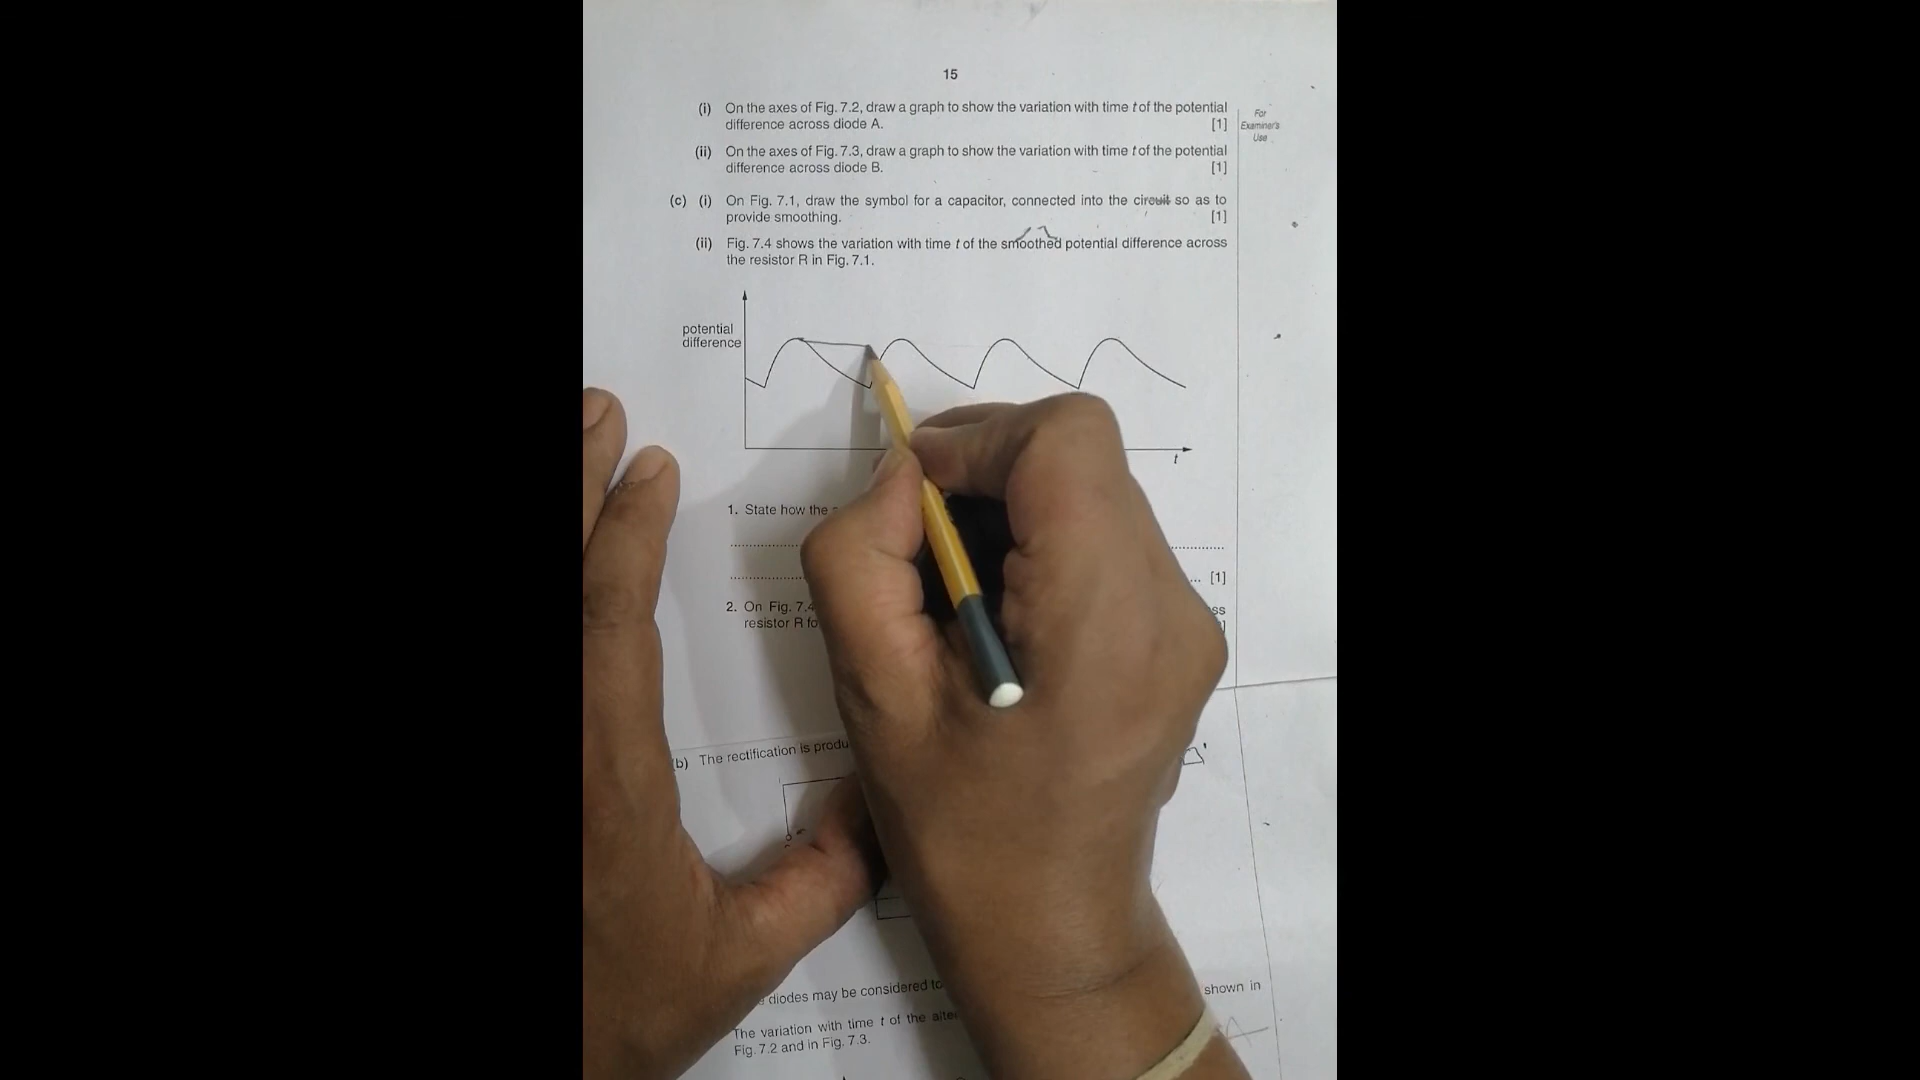 15
(i) On the axes of Fig. 7.2, draw a graph to show the variation with time t of the potential
difference across diode A. [1]
For
Examiner's
Use
(ii) On the axes of Fig. 7.3, draw a graph to show the variation with time t of the potential
difference across diode B. [1]
(c) (i) On Fig. 7.1, draw the symbol for a capacitor, connected into the circuit so as to
provide smoothing. [1]
(ii) Fig. 7.4 shows the variation with time t of the smoothed potential difference across
the resistor R in Fig. 7.1.
potential
difference
t
1. State how the
[1]
2. On Fig. 7.4
resistor R fo
(b) The rectification is produ
diodes may be considered to shown in
The variation with time t of the alte
Fig. 7.2 and in Fig. 7.3.